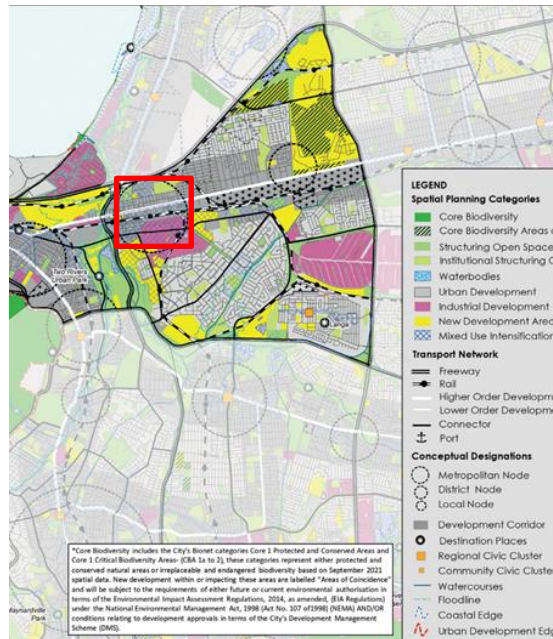 Two Rivers
Urban Park
Langa
LEGEND
Spatial Planning Categories
Core Biodiversity
Core Biodiversity Areas
Structuring Open Space
Institutional Structuring
Waterbodies
Urban Development
Industrial Development
New Development Area
Mixed Use Intensification
Transport Network
Freeway
Rail
Higher Order Developm
Lower Order Developme
Connector
Port
Conceptual Designations
Metropolitan Node
District Node
Local Node
Development Corridor
Destination Places
Regional Civic Cluster
Community Civic Cluster
Watercourses
Floodline
Coastal Edge
Urban Development Ed
*Core Biodiversity includes the City's Bionet categories Core 1 Protected and Conserved Areas and
Core 1 Critical Biodiversity Areas- (CBA 1a to 2), these categories represent either protected and
conserved natural areas or irreplaceable and endangered biodiversity based on September 2021
spatial data. New development within or impacting these areas are labelled "Areas of Coincidence"
and will be subject to the requirements of either future or current environmental authorisation in
terms of the Environmental Impact Assessment Regulations, 2014, as amended, (EIA Regulations)
under the National Environmental Management Act, 1998 (Act No. 107 of1998) (NEMA) AND/OR
conditions relating to development approvals in terms of the City's Development Management
Scheme (DMS).
aynardville
Park